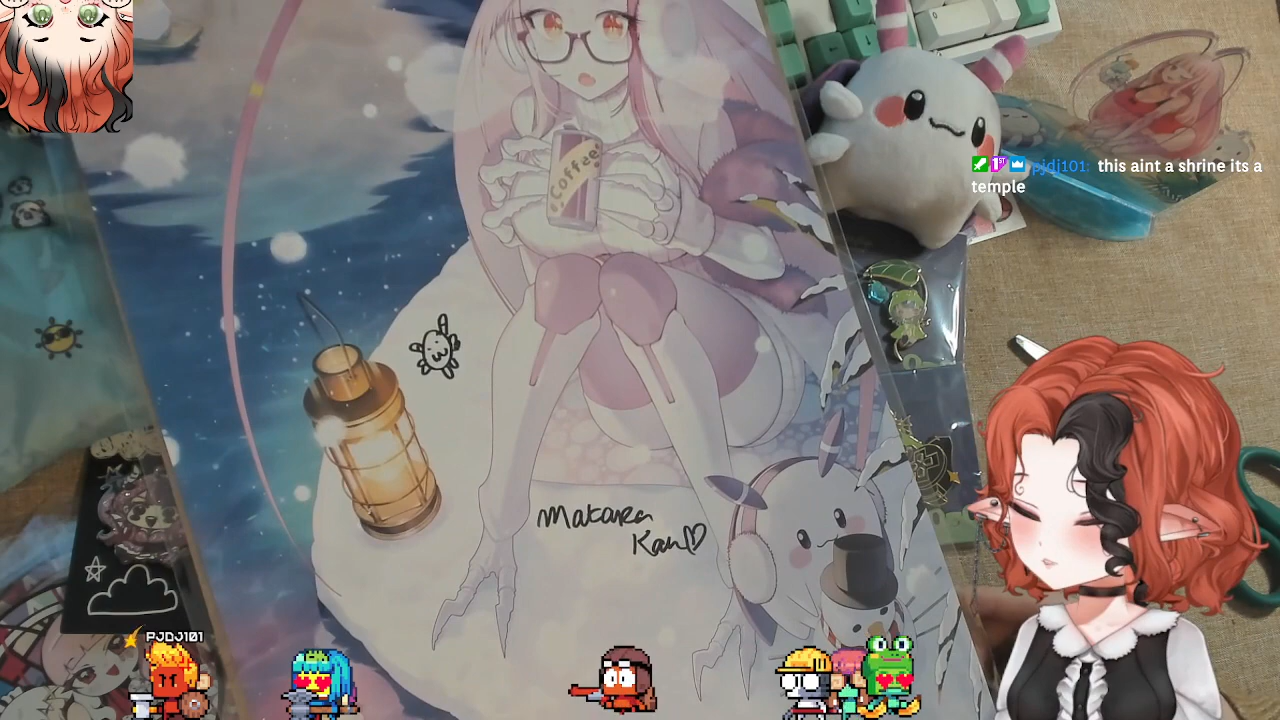 Coffee
pjdj101: this aint a shrine its a
temple
Makara
Kan♡
PJDJ101